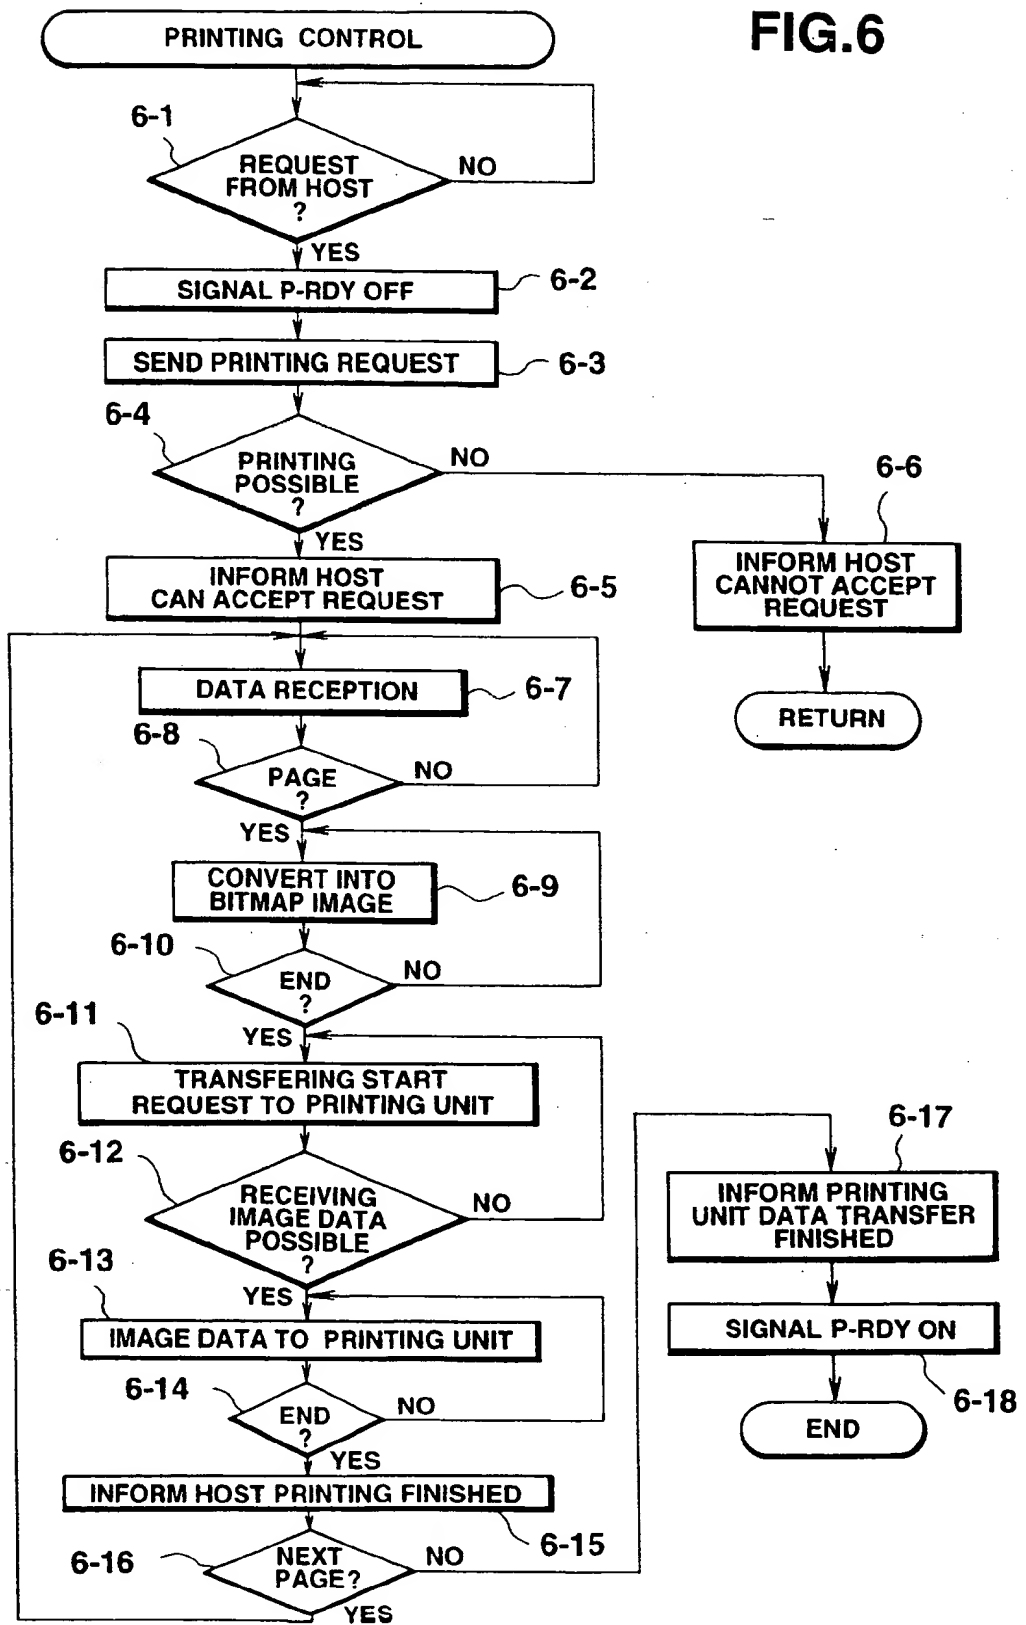 PRINTING CONTROL
FIG.6
6-1
REQUEST
FROM HOST
?
NO
YES
SIGNAL P-RDY OFF
6-2
SEND PRINTING REQUEST
6-3
6-4
PRINTING
POSSIBLE
?
NO
YES
6-6
INFORM HOST
CANNOT ACCEPT
REQUEST
RETURN
INFORM HOST
CAN ACCEPT REQUEST
6-5
DATA RECEPTION
6-7
6-8
PAGE
?
NO
YES
CONVERT INTO
BITMAP IMAGE
6-9
6-10
END
?
NO
YES
6-11
TRANSFERING START
REQUEST TO PRINTING UNIT
6-12
RECEIVING
IMAGE DATA
POSSIBLE
?
NO
YES
6-13
IMAGE DATA TO PRINTING UNIT
6-14
END
?
NO
YES
INFORM HOST PRINTING FINISHED
6-15
6-16
NEXT
PAGE?
NO
YES
6-17
INFORM PRINTING
UNIT DATA TRANSFER
FINISHED
SIGNAL P-RDY ON
6-18
END